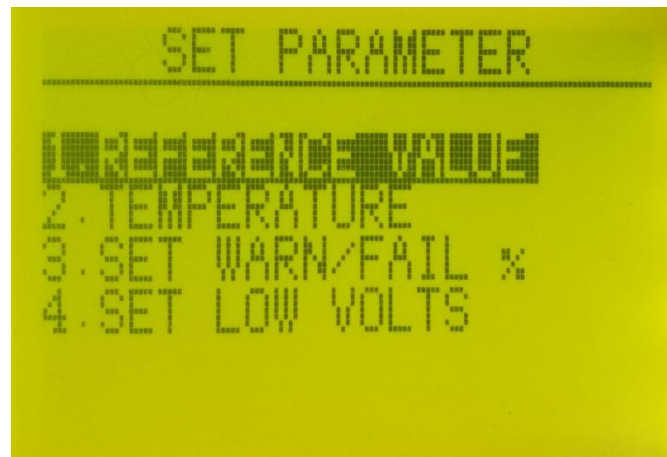 SET PARAMETER
1.REFERENCE VALUE
2.TEMPERATURE
3.SET WARN/FAIL %
4.SET LOW VOLTS